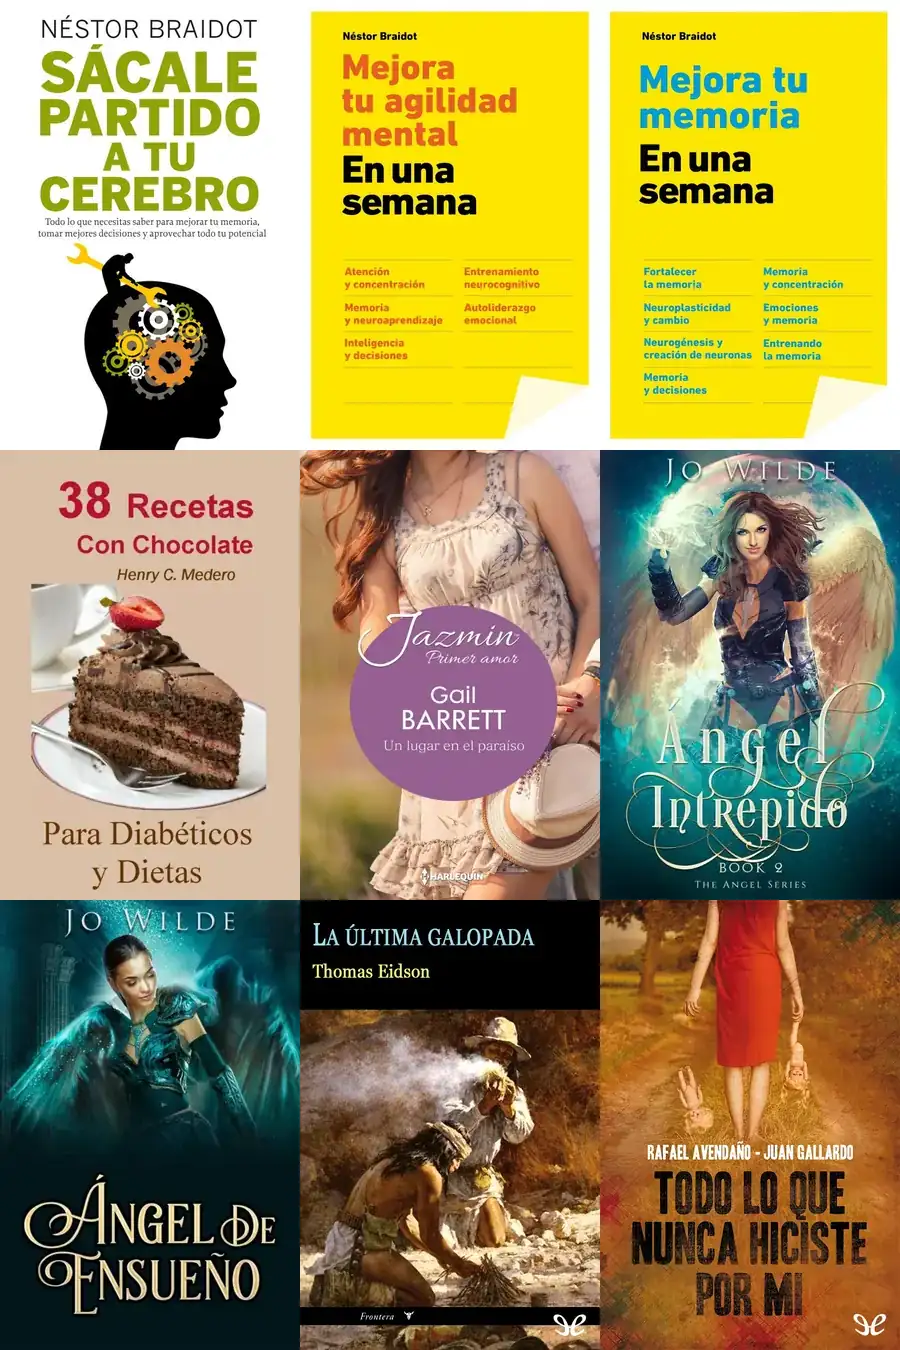 NÉSTOR BRAIDOT
SÁCALE
PARTIDO
A TU
CEREBRO
Todo lo que necesitas saber para mejorar tu memoria,
tomar mejores decisiones y aprovechar todo tu potencial
Néstor Braidot
Mejora
tu agilidad
mental
En una
semana
Atención
y concentración
Memoria
y neuroaprendizaje
Inteligencia
y decisiones
Entrenamiento
neurocognitivo
Autoliderazgo
emocional
Néstor Braidot
Mejora tu
memoria
En una
semana
Fortalecer
la memoria
Neuroplasticidad
y cambio
Neurogénesis y
creación de neuronas
Memoria
y decisiones
Memoria
y concentración
Emociones
y memoria
Entrenando
la memoria
38 Recetas
Con Chocolate
Henry C. Medero
Para Diabéticos
y Dietas
Jazmín
Primer amor
Gail
BARRETT
Un lugar en el paraíso
HARLEQUIN
JO WILDE
Ángel
Intrépido
BOOK 2
THE ANGEL SERIES
JO WILDE
ÁNGEL DE
ENSUEÑO
LA ÚLTIMA GALOPADA
Thomas Eidson
Frontera
RAFAEL AVENDAÑO - JUAN GALLARDO
TODO LO QUE
NUNCA HICISTE
POR MI